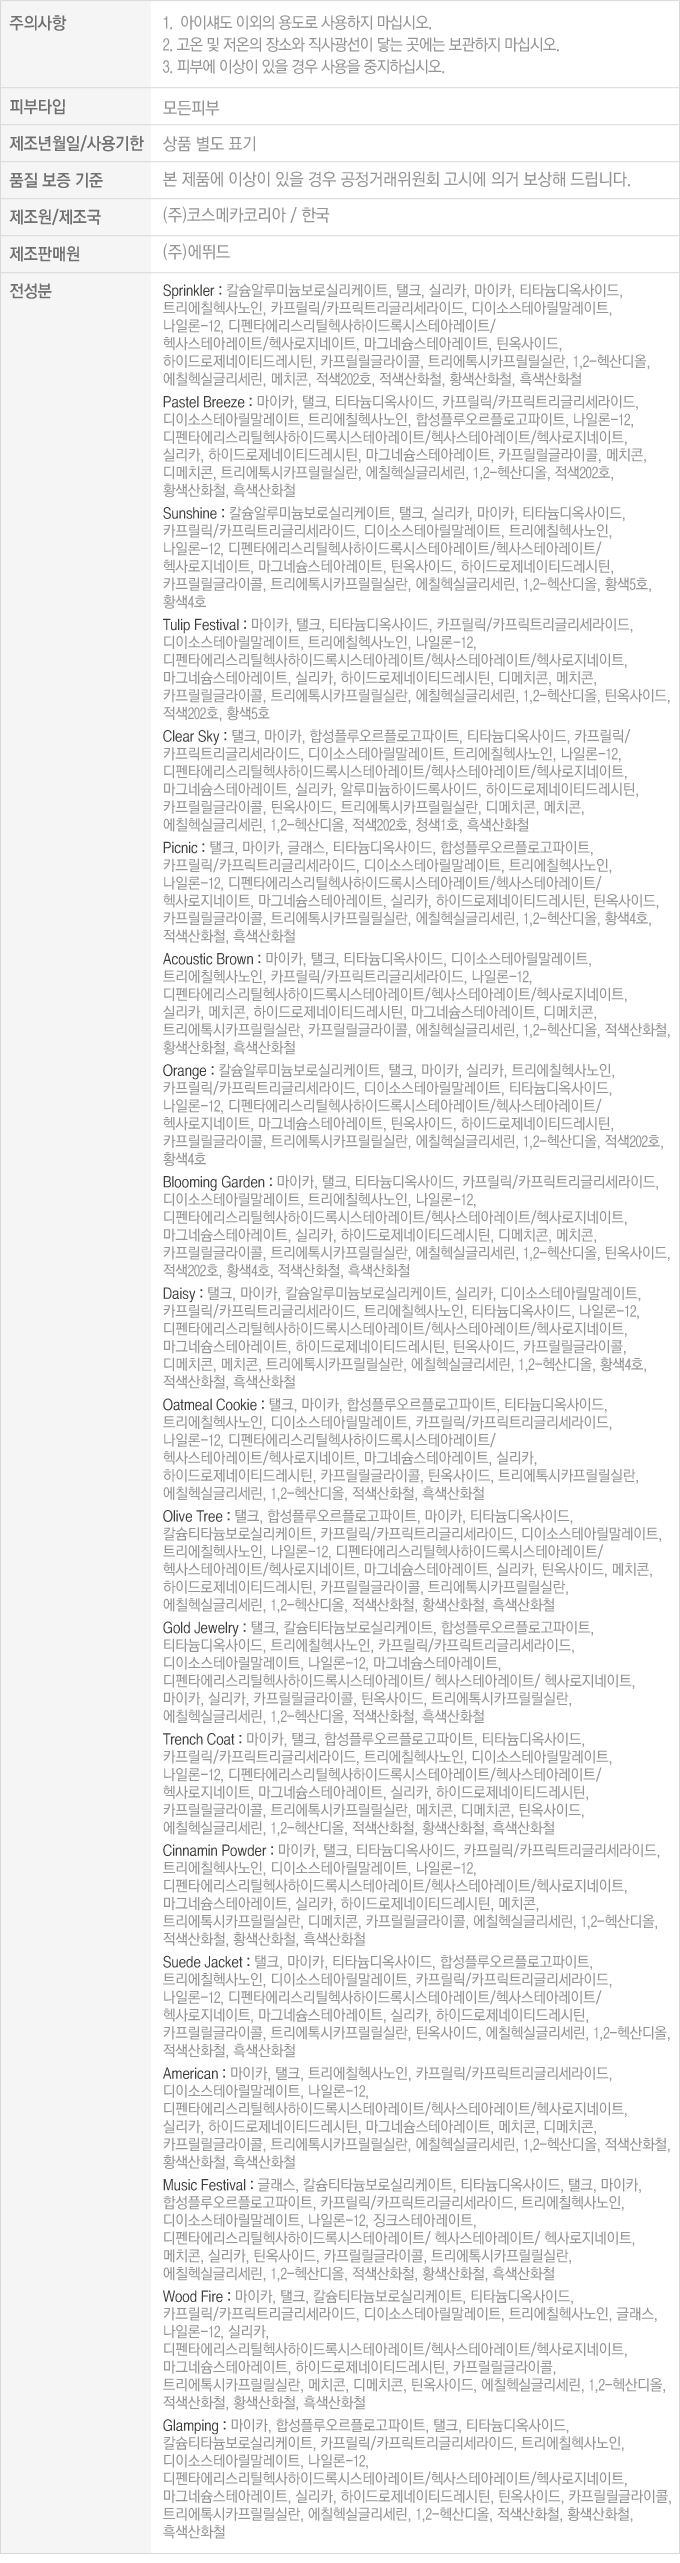 주의사항
1. 아이섀도 이외의 용도로 사용하지 마십시오.
2. 고온 및 저온의 장소와 직사광선이 닿는 곳에는 보관하지 마십시오.
3. 피부에 이상이 있을 경우 사용을 중지하십시오.
피부타입
모든피부
제조년월일/사용기한
상품 별도 표기
품질 보증 기준
본 제품에 이상이 있을 경우 공정거래위원회 고시에 의거 보상해 드립니다.
제조원/제조국
(주)코스메카코리아 / 한국
제조판매원
(주)에뛰드
전성분
Sprinkler : 칼슘알루미늄보로실리케이트, 탤크, 실리카, 마이카, 티타늄디옥사이드,
트리에칠헥사노인, 카프릴릭/카프릭트리글리세라이드, 디이소스테아릴말레이트,
나일론-12, 디펜타에리스리틸헥사하이드록시스테아레이트/
헥사스테아레이트/헥사로지네이트, 마그네슘스테아레이트, 틴옥사이드,
하이드로제네이티드레시틴, 카프릴릴글라이콜, 트리에톡시카프릴릴실란, 1,2-헥산디올,
에칠헥실글리세린, 메치콘, 적색202호, 적색산화철, 황색산화철, 흑색산화철
Pastel Breeze : 마이카, 탤크, 티타늄디옥사이드, 카프릴릭/카프릭트리글리세라이드,
디이소스테아릴말레이트, 트리에칠헥사노인, 합성플루오르플로고파이트, 나일론-12,
디펜타에리스리틸헥사하이드록시스테아레이트/헥사스테아레이트/헥사로지네이트,
실리카, 하이드로제네이티드레시틴, 마그네슘스테아레이트, 카프릴릴글라이콜, 메치콘,
디메치콘, 트리에톡시카프릴릴실란, 에칠헥실글리세린, 1,2-헥산디올, 적색202호,
황색산화철, 흑색산화철
Sunshine : 칼슘알루미늄보로실리케이트, 탤크, 실리카, 마이카, 티타늄디옥사이드,
카프릴릭/카프릭트리글리세라이드, 디이소스테아릴말레이트, 트리에칠헥사노인,
나일론-12, 디펜타에리스리틸헥사하이드록시스테아레이트/헥사스테아레이트/
헥사로지네이트, 마그네슘스테아레이트, 틴옥사이드, 하이드로제네이티드레시틴,
카프릴릴글라이콜, 트리에톡시카프릴릴실란, 에칠헥실글리세린, 1,2-헥산디올, 황색5호,
황색4호
Tulip Festival : 마이카, 탤크, 티타늄디옥사이드, 카프릴릭/카프릭트리글리세라이드,
디이소스테아릴말레이트, 트리에칠헥사노인, 나일론-12,
디펜타에리스리틸헥사하이드록시스테아레이트/헥사스테아레이트/헥사로지네이트,
마그네슘스테아레이트, 실리카, 하이드로제네이티드레시틴, 디메치콘, 메치콘,
카프릴릴글라이콜, 트리에톡시카프릴릴실란, 에칠헥실글리세린, 1,2-헥산디올, 틴옥사이드,
적색202호, 황색5호
Clear Sky : 탤크, 마이카, 합성플루오르플로고파이트, 티타늄디옥사이드, 카프릴릭/
카프릭트리글리세라이드, 디이소스테아릴말레이트, 트리에칠헥사노인, 나일론-12,
디펜타에리스리틸헥사하이드록시스테아레이트/헥사스테아레이트/헥사로지네이트,
마그네슘스테아레이트, 실리카, 알루미늄하이드록사이드, 하이드로제네이티드레시틴,
카프릴릴글라이콜, 틴옥사이드, 트리에톡시카프릴릴실란, 디메치콘, 메치콘,
에칠헥실글리세린, 1,2-헥산디올, 적색202호, 청색1호, 흑색산화철
Picnic : 탤크, 마이카, 글래스, 티타늄디옥사이드, 합성플루오르플로고파이트,
카프릴릭/카프릭트리글리세라이드, 디이소스테아릴말레이트, 트리에칠헥사노인,
나일론-12, 디펜타에리스리틸헥사하이드록시스테아레이트/헥사스테아레이트/
헥사로지네이트, 마그네슘스테아레이트, 실리카, 하이드로제네이티드레시틴, 틴옥사이드,
카프릴릴글라이콜, 트리에톡시카프릴릴실란, 에칠헥실글리세린, 1,2-헥산디올, 황색4호,
적색산화철, 흑색산화철
Acoustic Brown : 마이카, 탤크, 티타늄디옥사이드, 디이소스테아릴말레이트,
트리에칠헥사노인, 카프릴릭/카프릭트리글리세라이드, 나일론-12,
디펜타에리스리틸헥사하이드록시스테아레이트/헥사스테아레이트/헥사로지네이트,
실리카, 메치콘, 하이드로제네이티드레시틴, 마그네슘스테아레이트, 디메치콘,
트리에톡시카프릴릴실란, 카프릴릴글라이콜, 에칠헥실글리세린, 1,2-헥산디올, 적색산화철,
황색산화철, 흑색산화철
Orange : 칼슘알루미늄보로실리케이트, 탤크, 마이카, 실리카, 트리에칠헥사노인,
카프릴릭/카프릭트리글리세라이드, 디이소스테아릴말레이트, 티타늄디옥사이드,
나일론-12, 디펜타에리스리틸헥사하이드록시스테아레이트/헥사스테아레이트/
헥사로지네이트, 마그네슘스테아레이트, 틴옥사이드, 하이드로제네이티드레시틴,
카프릴릴글라이콜, 트리에톡시카프릴릴실란, 에칠헥실글리세린, 1,2-헥산디올, 적색202호,
황색4호
Blooming Garden : 마이카, 탤크, 티타늄디옥사이드, 카프릴릭/카프릭트리글리세라이드,
디이소스테아릴말레이트, 트리에칠헥사노인, 나일론-12,
디펜타에리스리틸헥사하이드록시스테아레이트/헥사스테아레이트/헥사로지네이트,
마그네슘스테아레이트, 실리카, 하이드로제네이티드레시틴, 디메치콘, 메치콘,
카프릴릴글라이콜, 트리에톡시카프릴릴실란, 에칠헥실글리세린, 1,2-헥산디올, 틴옥사이드,
적색202호, 황색4호, 적색산화철, 흑색산화철
Daisy : 탤크, 마이카, 칼슘알루미늄보로실리케이트, 실리카, 디이소스테아릴말레이트,
카프릴릭/카프릭트리글리세라이드, 트리에칠헥사노인, 티타늄디옥사이드, 나일론-12,
디펜타에리스리틸헥사하이드록시스테아레이트/헥사스테아레이트/헥사로지네이트,
마그네슘스테아레이트, 하이드로제네이티드레시틴, 틴옥사이드, 카프릴릴글라이콜,
디메치콘, 메치콘, 트리에톡시카프릴릴실란, 에칠헥실글리세린, 1,2-헥산디올, 황색4호,
적색산화철, 흑색산화철
Oatmeal Cookie : 탤크, 마이카, 합성플루오르플로고파이트, 티타늄디옥사이드,
트리에칠헥사노인, 디이소스테아릴말레이트, 카프릴릭/카프릭트리글리세라이드,
나일론-12, 디펜타에리스리틸헥사하이드록시스테아레이트/
헥사스테아레이트/헥사로지네이트, 마그네슘스테아레이트, 실리카,
하이드로제네이티드레시틴, 카프릴릴글라이콜, 틴옥사이드, 트리에톡시카프릴릴실란,
에칠헥실글리세린, 1,2-헥산디올, 적색산화철, 흑색산화철
Olive Tree : 탤크, 합성플루오르플로고파이트, 마이카, 티타늄디옥사이드,
칼슘티타늄보로실리케이트, 카프릴릭/카프릭트리글리세라이드, 디이소스테아릴말레이트,
트리에칠헥사노인, 나일론-12, 디펜타에리스리틸헥사하이드록시스테아레이트/
헥사스테아레이트/헥사로지네이트, 마그네슘스테아레이트, 실리카, 틴옥사이드, 메치콘,
하이드로제네이티드레시틴, 카프릴릴글라이콜, 트리에톡시카프릴릴실란,
에칠헥실글리세린, 1,2-헥산디올, 적색산화철, 황색산화철, 흑색산화철
Gold Jewelry : 탤크, 칼슘티타늄보로실리케이트, 합성플루오르플로고파이트,
티타늄디옥사이드, 트리에칠헥사노인, 카프릴릭/카프릭트리글리세라이드,
디이소스테아릴말레이트, 나일론-12, 마그네슘스테아레이트,
디펜타에리스리틸헥사하이드록시스테아레이트/ 헥사스테아레이트/ 헥사로지네이트,
마이카, 실리카, 카프릴릴글라이콜, 틴옥사이드, 트리에톡시카프릴릴실란,
에칠헥실글리세린, 1,2-헥산디올, 적색산화철, 흑색산화철
Trench Coat : 마이카, 탤크, 합성플루오르플로고파이트, 티타늄디옥사이드,
카프릴릭/카프릭트리글리세라이드, 트리에칠헥사노인, 디이소스테아릴말레이트,
나일론-12, 디펜타에리스리틸헥사하이드록시스테아레이트/헥사스테아레이트/
헥사로지네이트, 마그네슘스테아레이트, 실리카, 하이드로제네이티드레시틴,
카프릴릴글라이콜, 트리에톡시카프릴릴실란, 메치콘, 디메치콘, 틴옥사이드,
에칠헥실글리세린, 1,2-헥산디올, 적색산화철, 황색산화철, 흑색산화철
Cinnamin Powder : 마이카, 탤크, 티타늄디옥사이드, 카프릴릭/카프릭트리글리세라이드,
트리에칠헥사노인, 디이소스테아릴말레이트, 나일론-12,
디펜타에리스리틸헥사하이드록시스테아레이트/헥사스테아레이트/헥사로지네이트,
마그네슘스테아레이트, 실리카, 하이드로제네이티드레시틴, 메치콘,
트리에톡시카프릴릴실란, 디메치콘, 카프릴릴글라이콜, 에칠헥실글리세린, 1,2-헥산디올,
적색산화철, 황색산화철, 흑색산화철
Suede Jacket : 탤크, 마이카, 티타늄디옥사이드, 합성플루오르플로고파이트,
트리에칠헥사노인, 디이소스테아릴말레이트, 카프릴릭/카프릭트리글리세라이드,
나일론-12, 디펜타에리스리틸헥사하이드록시스테아레이트/헥사스테아레이트/
헥사로지네이트, 마그네슘스테아레이트, 실리카, 하이드로제네이티드레시틴,
카프릴릴글라이콜, 트리에톡시카프릴릴실란, 틴옥사이드, 에칠헥실글리세린, 1,2-헥산디올,
적색산화철, 흑색산화철
American : 마이카, 탤크, 트리에칠헥사노인, 카프릴릭/카프릭트리글리세라이드,
디이소스테아릴말레이트, 나일론-12,
디펜타에리스리틸헥사하이드록시스테아레이트/헥사스테아레이트/헥사로지네이트,
실리카, 하이드로제네이티드레시틴, 마그네슘스테아레이트, 메치콘, 디메치콘,
카프릴릴글라이콜, 트리에톡시카프릴릴실란, 에칠헥실글리세린, 1,2-헥산디올, 적색산화철,
황색산화철, 흑색산화철
Music Festival : 글래스, 칼슘티타늄보로실리케이트, 티타늄디옥사이드, 탤크, 마이카,
합성플루오르플로고파이트, 카프릴릭/카프릭트리글리세라이드, 트리에칠헥사노인,
디이소스테아릴말레이트, 나일론-12, 징크스테아레이트,
디펜타에리스리틸헥사하이드록시스테아레이트/ 헥사스테아레이트/ 헥사로지네이트,
메치콘, 실리카, 틴옥사이드, 카프릴릴글라이콜, 트리에톡시카프릴릴실란,
에칠헥실글리세린, 1,2-헥산디올, 적색산화철, 황색산화철, 흑색산화철
Wood Fire : 마이카, 탤크, 칼슘티타늄보로실리케이트, 티타늄디옥사이드,
카프릴릭/카프릭트리글리세라이드, 디이소스테아릴말레이트, 트리에칠헥사노인, 글래스,
나일론-12, 실리카,
디펜타에리스리틸헥사하이드록시스테아레이트/헥사스테아레이트/헥사로지네이트,
마그네슘스테아레이트, 하이드로제네이티드레시틴, 카프릴릴글라이콜,
트리에톡시카프릴릴실란, 메치콘, 디메치콘, 틴옥사이드, 에칠헥실글리세린, 1,2-헥산디올,
적색산화철, 황색산화철, 흑색산화철
Glamping : 마이카, 합성플루오르플로고파이트, 탤크, 티타늄디옥사이드,
칼슘티타늄보로실리케이트, 카프릴릭/카프릭트리글리세라이드, 트리에칠헥사노인,
디이소스테아릴말레이트, 나일론-12,
디펜타에리스리틸헥사하이드록시스테아레이트/헥사스테아레이트/헥사로지네이트,
마그네슘스테아레이트, 실리카, 하이드로제네이티드레시틴, 틴옥사이드, 카프릴릴글라이콜,
트리에톡시카프릴릴실란, 에칠헥실글리세린, 1,2-헥산디올, 적색산화철, 황색산화철,
흑색산화철